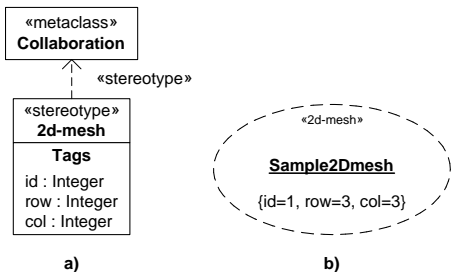 «metaclass»
Collaboration
«stereotype»
«stereotype»
2d-mesh
Tags
id : Integer
row : Integer
col : Integer
a)
«2d-mesh»
Sample2Dmesh
{id=1, row=3, col=3}
b)